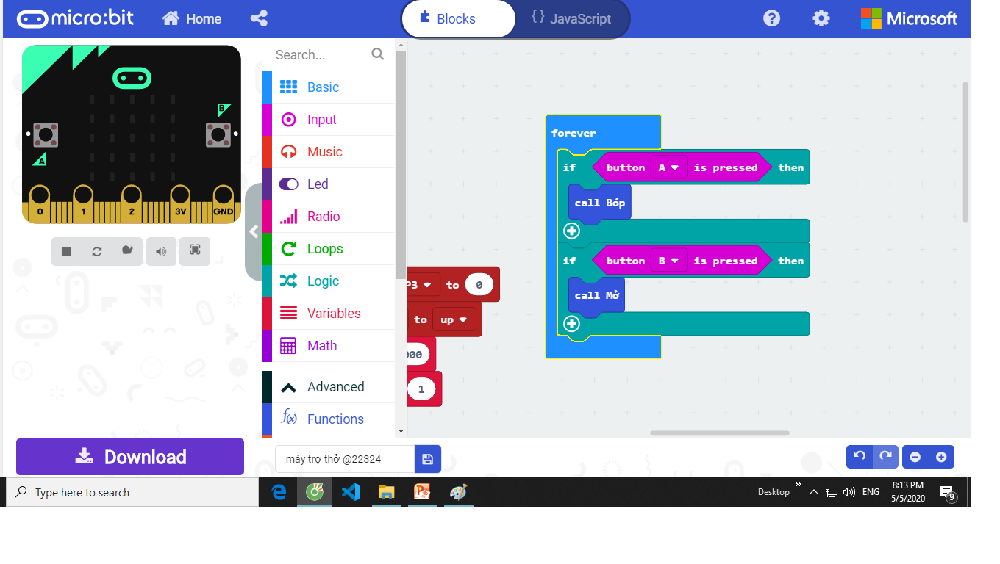 micro:bit Home Blocks {} JavaScript ? Microsoft
Search...
Basic
Input
Music
Led
Radio
Loops
Logic
Variables
Math
Advanced
f(x) Functions
B
A
0 1 2 3V GND
Download
P3 to 0
to up
000
1
forever
if button A is pressed then
call Bóp
if button B is pressed then
call Mở
máy trợ thở @22324
Type here to search
Desktop » ENG 8:13 PM
5/5/2020
9